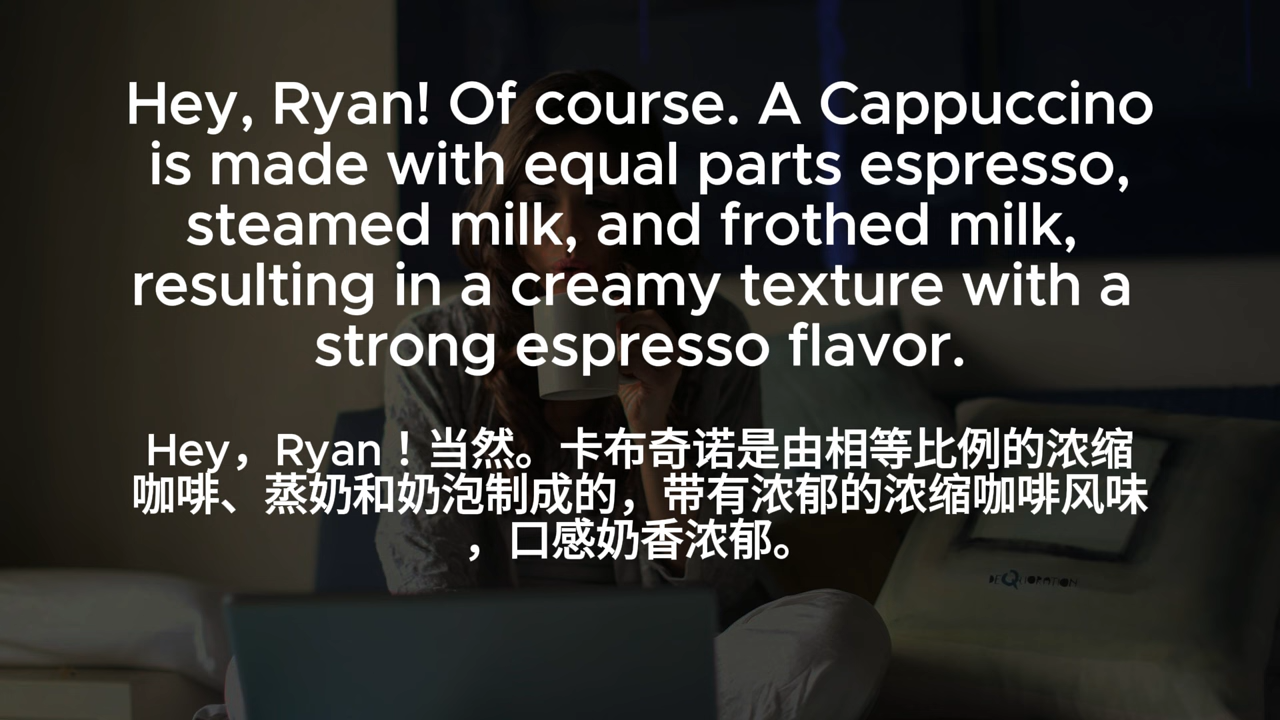 Hey, Ryan! Of course. A Cappuccino
is made with equal parts espresso,
steamed milk, and frothed milk,
resulting in a creamy texture with a
strong espresso flavor.
Hey，Ryan！当然。卡布奇诺是由相等比例的浓缩
咖啡、蒸奶和奶泡制成的，带有浓郁的浓缩咖啡风味
，口感奶香浓郁。